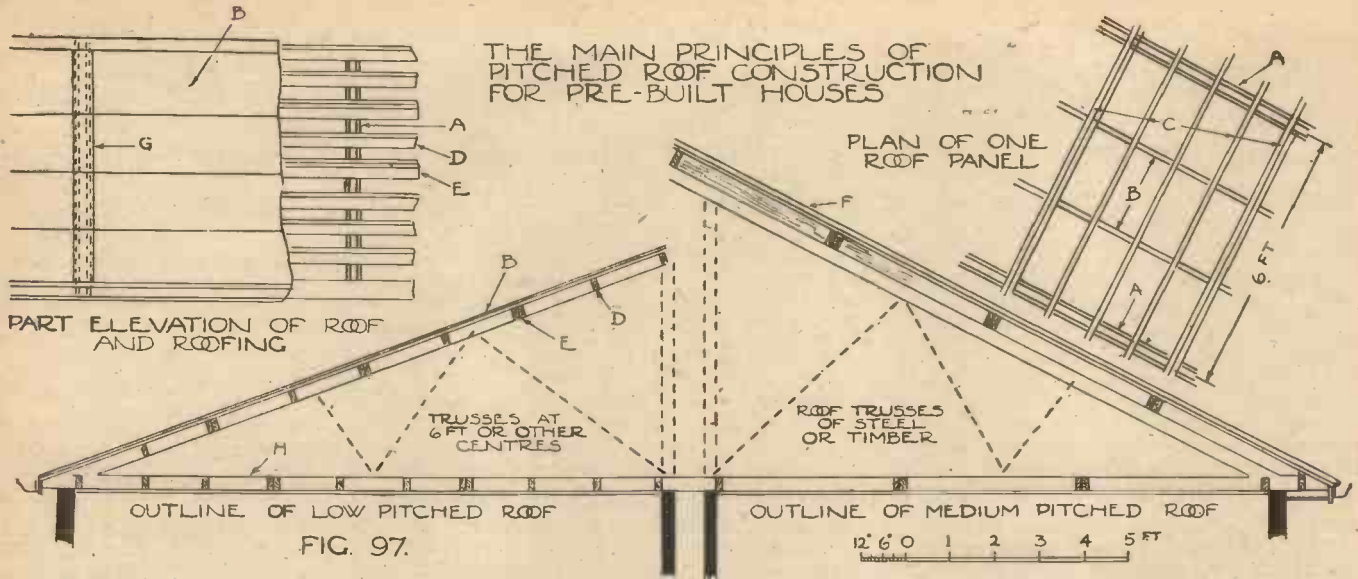 THE MAIN PRINCIPLES OF
PITCHED ROOF CONSTRUCTION
FOR PRE-BUILT HOUSES
B
G
A
D
E
PART ELEVATION OF ROOF
AND ROOFING
PLAN OF ONE
ROOF PANEL
A
C
B
A
6 FT
B
D
E
H
TRUSSES AT
6 FT OR OTHER
CENTRES
OUTLINE OF LOW PITCHED ROOF
F
ROOF TRUSSES
OF STEEL
OR TIMBER
OUTLINE OF MEDIUM PITCHED ROOF
FIG. 97.
12" 6" 0 1 2 3 4 5 FT